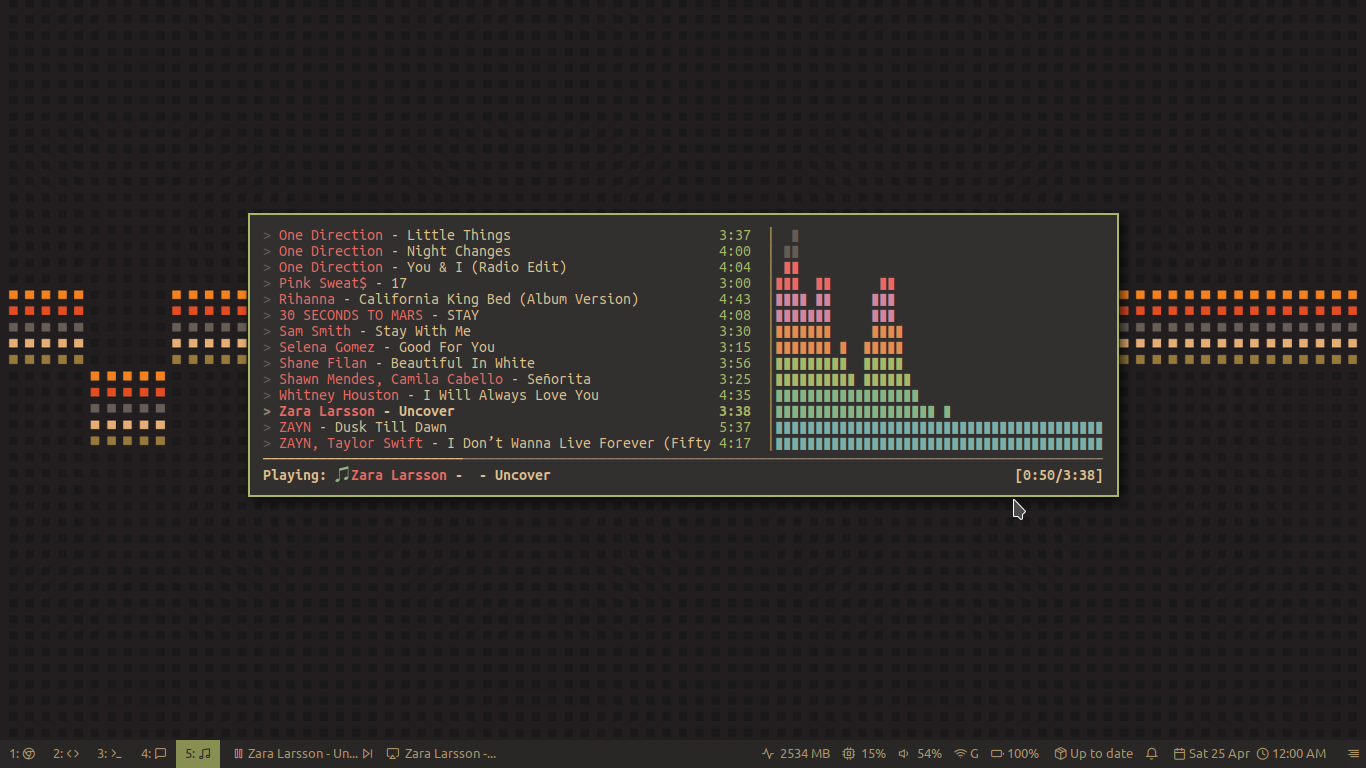 > One Direction - Little Things 3:37
> One Direction - Night Changes 4:00
> One Direction - You & I (Radio Edit) 4:04
> Pink Sweat$ - 17 3:00
> Rihanna - California King Bed (Album Version) 4:43
> 30 SECONDS TO MARS - STAY 4:08
> Sam Smith - Stay With Me 3:30
> Selena Gomez - Good For You 3:15
> Shane Filan - Beautiful In White 3:56
> Shawn Mendes, Camila Cabello - Señorita 3:25
> Whitney Houston - I Will Always Love You 4:35
> Zara Larsson - Uncover 3:38
> ZAYN - Dusk Till Dawn 5:37
> ZAYN, Taylor Swift - I Don’t Wanna Live Forever (Fifty 4:17
Playing: 🎵Zara Larsson -  - Uncover [0:50/3:38]
1: 2: <> 3: >_ 4: 5: Zara Larsson - Un... Zara Larsson -... 2534 MB 15% 54% G 100% Up to date Sat 25 Apr 12:00 AM